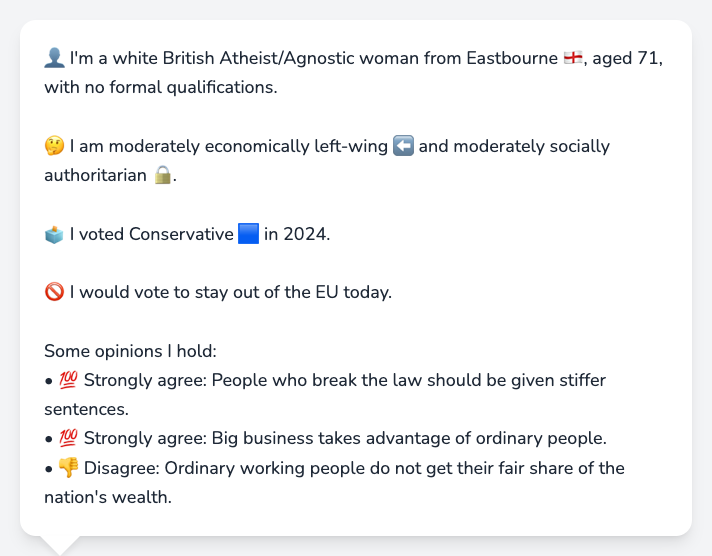 👤 I'm a white British Atheist/Agnostic woman from Eastbourne 🏴󠁧󠁢󠁥󠁮󠁧󠁿, aged 71,
with no formal qualifications.
🤔 I am moderately economically left-wing ⬅️ and moderately socially
authoritarian 🔒.
🗳️ I voted Conservative 🟦 in 2024.
🚫 I would vote to stay out of the EU today.
Some opinions I hold:
• 💯 Strongly agree: People who break the law should be given stiffer
sentences.
• 💯 Strongly agree: Big business takes advantage of ordinary people.
• 👎 Disagree: Ordinary working people do not get their fair share of the
nation's wealth.